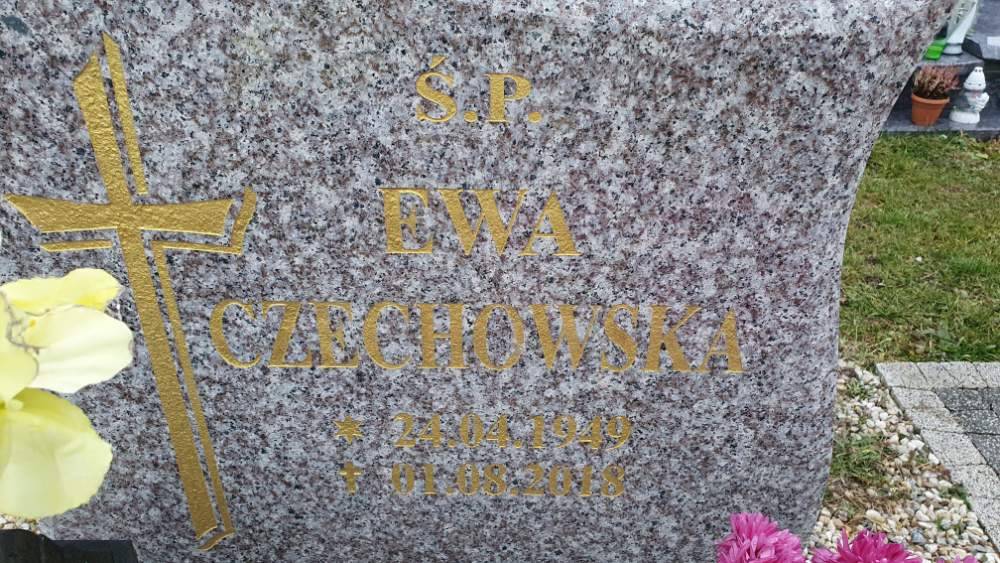 Ś.P.
EWA
CZECHOWSKA
* 24.04.1949
✝ 01.08.2018